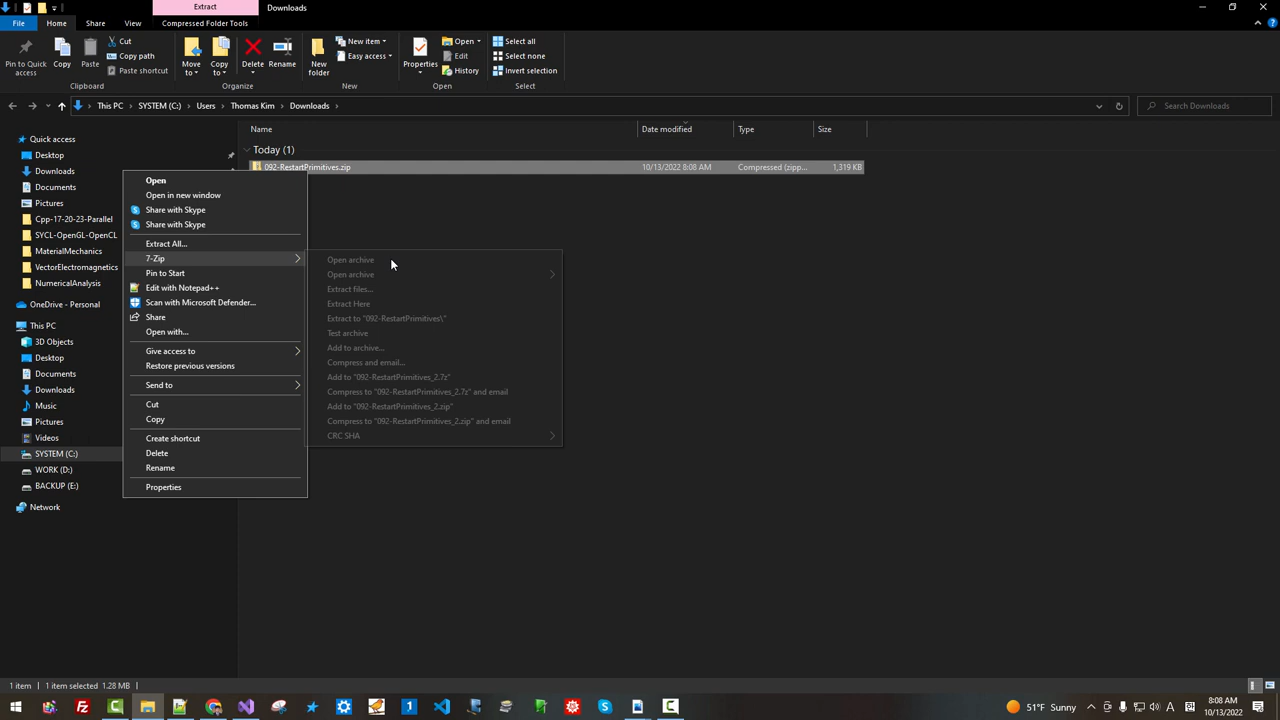 Extract
Downloads
File
Home
Share
View
Compressed Folder Tools
Pin to Quick access
Copy
Paste
Cut
Copy path
Paste shortcut
Clipboard
Move to
Copy to
Delete
Rename
Organize
New folder
New item
Easy access
New
Properties
Open
Edit
History
Open
Select all
Select none
Invert selection
Select
This PC
SYSTEM (C:)
Users
Thomas Kim
Downloads
Search Downloads
Name
Date modified
Type
Size
Quick access
Desktop
Downloads
Documents
Pictures
Cpp-17-20-23-Parallel
SYCL-OpenGL-OpenCL
MaterialMechanics
VectorElectromagnetics
NumericalAnalysis
OneDrive - Personal
This PC
3D Objects
Desktop
Documents
Downloads
Music
Pictures
Videos
SYSTEM (C:)
WORK (D:)
BACKUP (E:)
Network
Today (1)
092-RestartPrimitives.zip
10/13/2022 8:08 AM
Compressed (zipp...
1,319 KB
Open
Open in new window
Share with Skype
Share with Skype
Extract All...
7-Zip
Pin to Start
Edit with Notepad++
Scan with Microsoft Defender...
Share
Open with...
Give access to
Restore previous versions
Send to
Cut
Copy
Create shortcut
Delete
Rename
Properties
Open archive
Open archive
Extract files...
Extract Here
Extract to "092-RestartPrimitives\"
Test archive
Add to archive...
Compress and email...
Add to "092-RestartPrimitives_2.7z"
Compress to "092-RestartPrimitives_2.7z" and email
Add to "092-RestartPrimitives_2.zip"
Compress to "092-RestartPrimitives_2.zip" and email
CRC SHA
1 item
1 item selected 1.28 MB
51°F Sunny
A
8:08 AM
10/13/2022